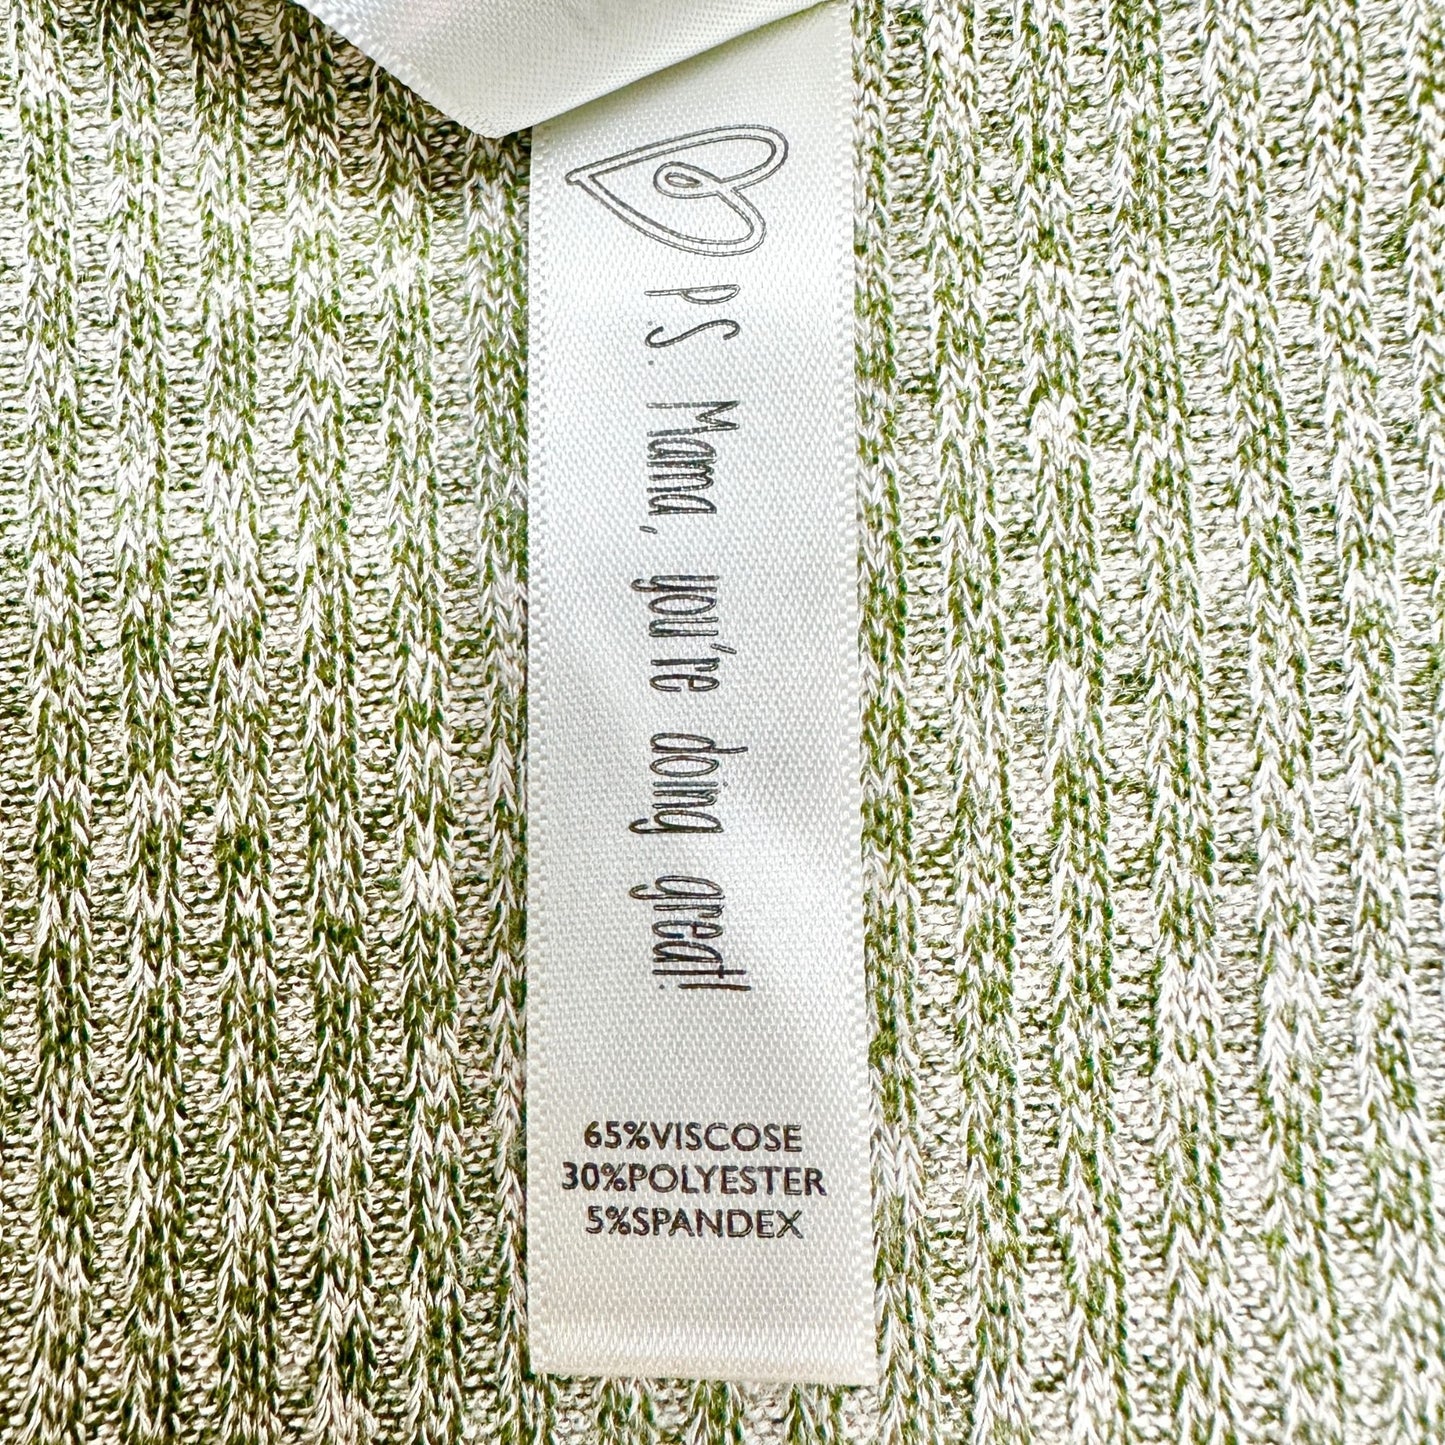 P.S. Mama, you're doing great!
65%VISCOSE
30%POLYESTER
5%SPANDEX